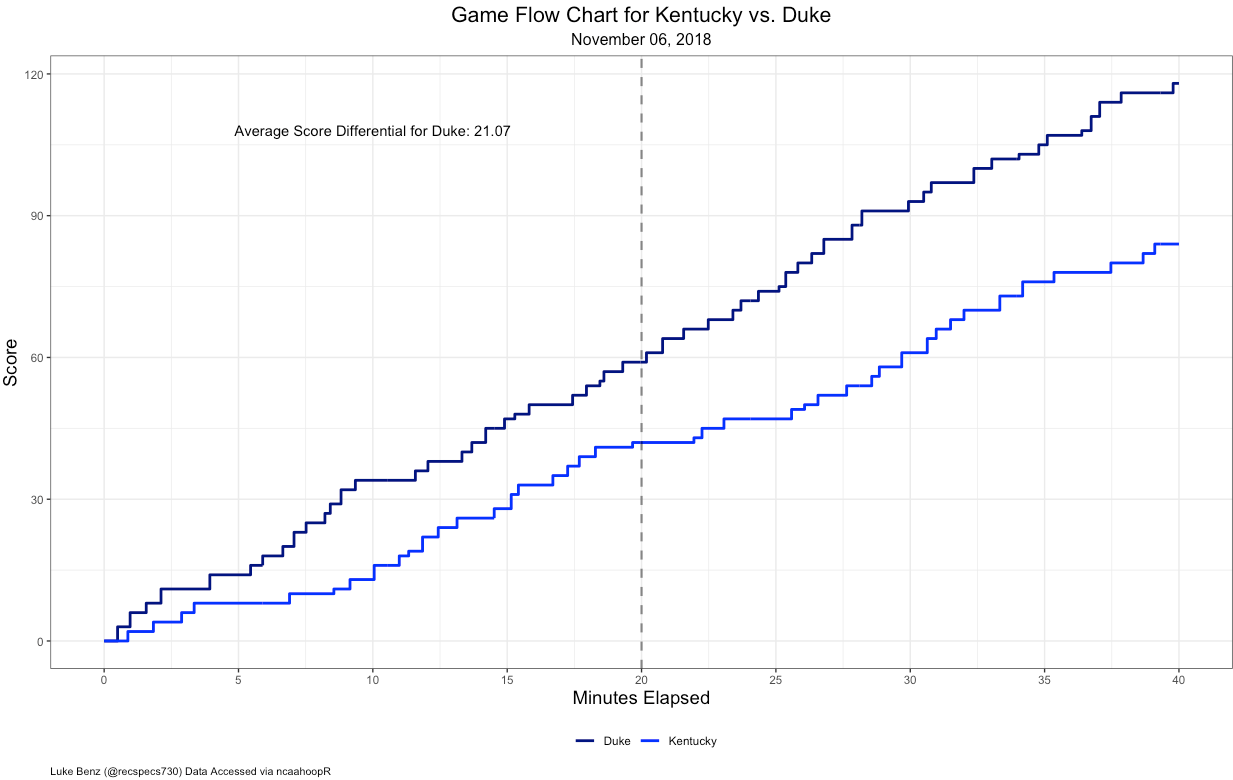 Game Flow Chart for Kentucky vs. Duke
November 06, 2018
Average Score Differential for Duke: 21.07
Score
120
90
60
30
0
0 5 10 15 20 25 30 35 40
Minutes Elapsed
Duke Kentucky
Luke Benz (@recspecs730) Data Accessed via ncaahoopR